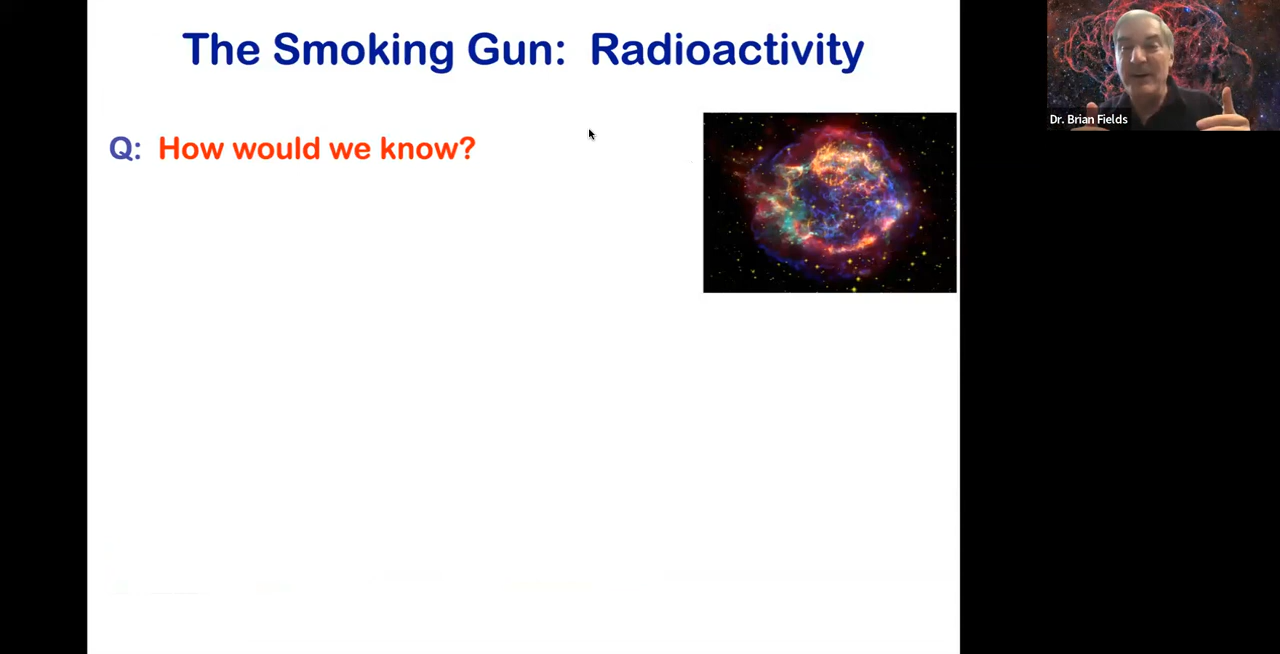 The Smoking Gun: Radioactivity
Q: How would we know?
Dr. Brian Fields